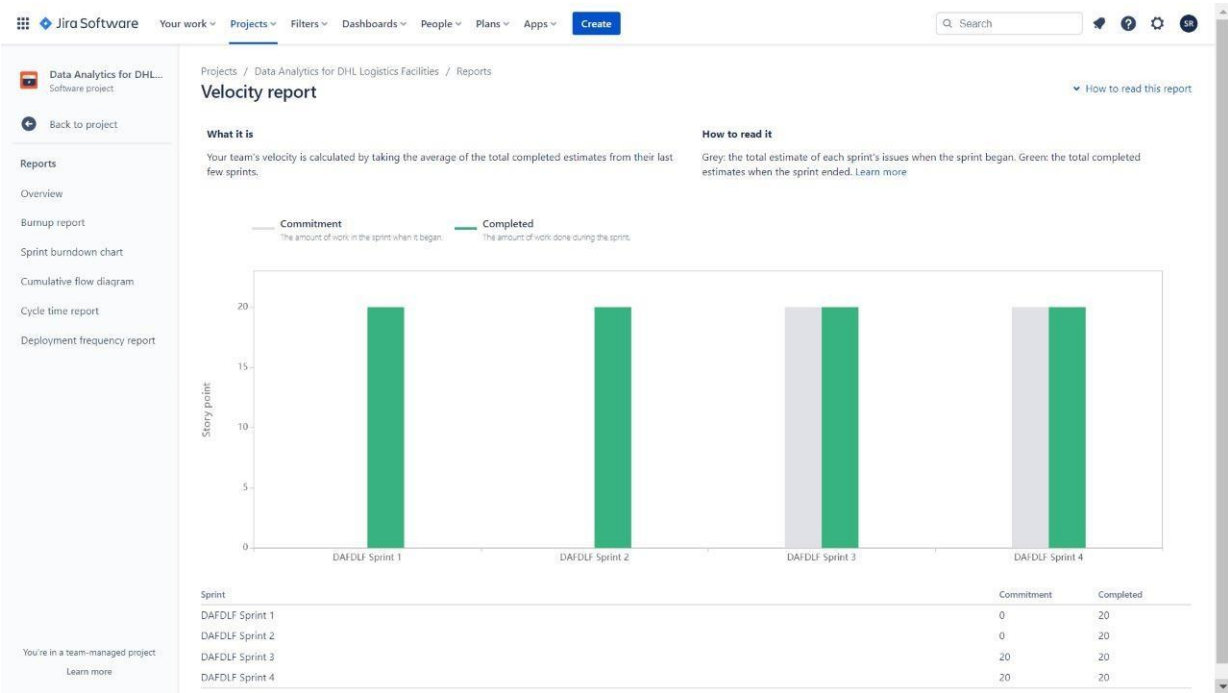 Jira Software Your work Projects Filters Dashboards People Plans Apps Create Search SR
Data Analytics for DHL...
Software project
Back to project
Reports
Overview
Burnup report
Sprint burndown chart
Cumulative flow diagram
Cycle time report
Deployment frequency report
You're in a team-managed project
Learn more
Projects / Data Analytics for DHL Logistics Facilities / Reports
Velocity report
How to read this report
What it is
Your team's velocity is calculated by taking the average of the total completed estimates from their last
few sprints.
How to read it
Grey: the total estimate of each sprint's issues when the sprint began. Green: the total completed
estimates when the sprint ended. Learn more
Commitment
The amount of work in the sprint when it began.
Completed
The amount of work done during the sprint.
Story point
20
15
10
5
0
DAFDLF Sprint 1 DAFDLF Sprint 2 DAFDLF Sprint 3 DAFDLF Sprint 4
Sprint Commitment Completed
DAFDLF Sprint 1 0 20
DAFDLF Sprint 2 0 20
DAFDLF Sprint 3 20 20
DAFDLF Sprint 4 20 20